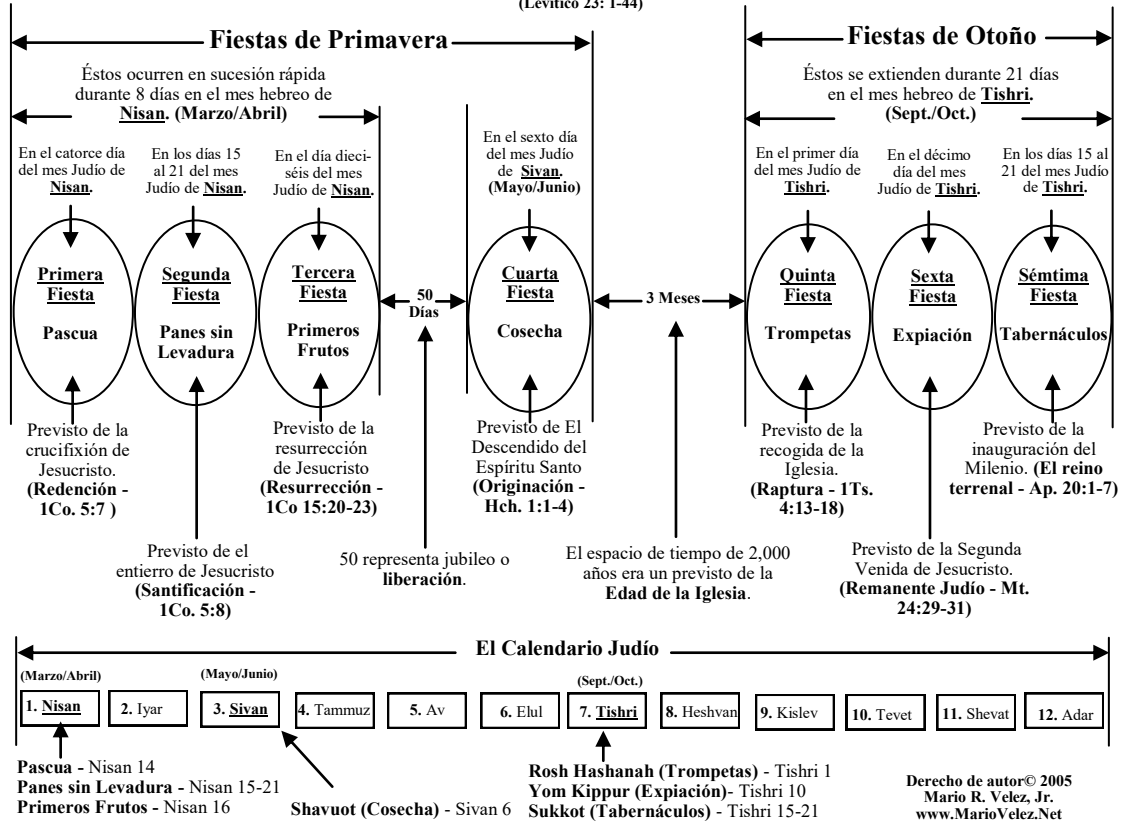 (Levítico 23: 1-44)
Fiestas de Primavera
Fiestas de Otoño
Éstos ocurren en sucesión rápida
durante 8 días en el mes hebreo de
Nisan. (Marzo/Abril)
Éstos se extienden durante 21 días
en el mes hebreo de Tishri.
(Sept./Oct.)
En el catorce día
del mes Judío de
Nisan.
En los días 15
al 21 del mes
Judío de Nisan.
En el día dieci-
séis del mes
Judío de Nisan.
En el sexto día
del mes Judío
de Sivan.
(Mayo/Junio)
En el primer día
del mes Judío de
Tishri.
En el décimo
día del mes
Judío de Tishri.
En los días 15 al
21 del mes Judío
de Tishri.
Primera
Fiesta
Pascua
Segunda
Fiesta
Panes sin
Levadura
Tercera
Fiesta
Primeros
Frutos
50
Días
Cuarta
Fiesta
Cosecha
3 Meses
Quinta
Fiesta
Trompetas
Sexta
Fiesta
Expiación
Sémtima
Fiesta
Tabernáculos
Previsto de la
crucifixión de
Jesucristo.
(Redención -
1Co. 5:7 )
Previsto de el
entierro de Jesucristo
(Santificación -
1Co. 5:8)
Previsto de la
resurrección
de Jesucristo
(Resurrección -
1Co 15:20-23)
50 representa jubileo o
liberación.
Previsto de El
Descendido del
Espíritu Santo
(Originación -
Hch. 1:1-4)
El espacio de tiempo de 2,000
años era un previsto de la
Edad de la Iglesia.
Previsto de la
recogida de la
Iglesia.
(Raptura - 1Ts.
4:13-18)
Previsto de la Segunda
Venida de Jesucristo.
(Remanente Judío - Mt.
24:29-31)
Previsto de la
inauguración del
Milenio. (El reino
terrenal - Ap. 20:1-7)
El Calendario Judío
(Marzo/Abril)
(Mayo/Junio)
(Sept./Oct.)
1. Nisan
2. Iyar
3. Sivan
4. Tammuz
5. Av
6. Elul
7. Tishri
8. Heshvan
9. Kislev
10. Tevet
11. Shevat
12. Adar
Pascua - Nisan 14
Panes sin Levadura - Nisan 15-21
Primeros Frutos - Nisan 16
Shavuot (Cosecha) - Sivan 6
Rosh Hashanah (Trompetas) - Tishri 1
Yom Kippur (Expiación)- Tishri 10
Sukkot (Tabernáculos) - Tishri 15-21
Derecho de autor© 2005
Mario R. Velez, Jr.
www.MarioVelez.Net